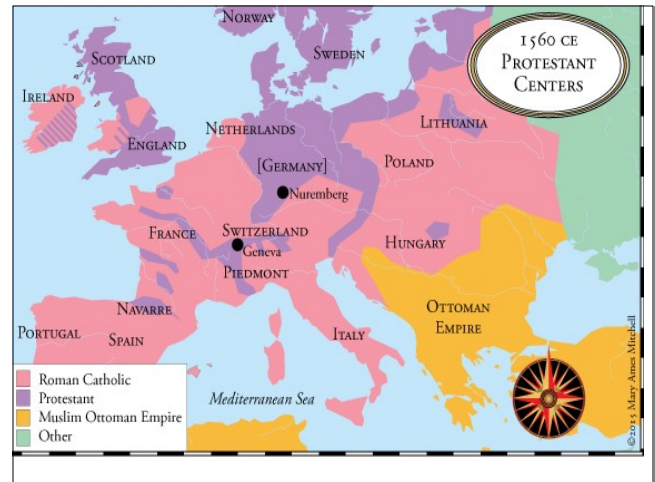 1560 CE
PROTESTANT
CENTERS
NORWAY
SWEDEN
SCOTLAND
IRELAND
ENGLAND
NETHERLANDS
LITHUANIA
[GERMANY]
POLAND
Nuremberg
FRANCE
SWITZERLAND
Geneva
HUNGARY
PIEDMONT
NAVARRE
OTTOMAN
EMPIRE
PORTUGAL
SPAIN
ITALY
Mediterranean Sea
Roman Catholic
Protestant
Muslim Ottoman Empire
Other
©2015 Mary Ames Mitchell